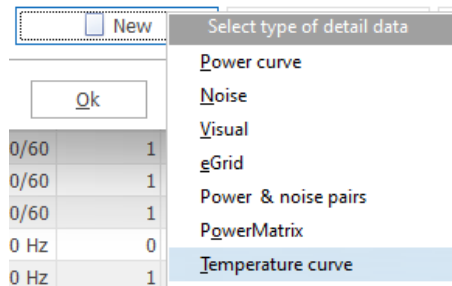 New
Select type of detail data
Power curve
Noise
Visual
eGrid
Power & noise pairs
PowerMatrix
Temperature curve
Ok
0/60 1
0/60 1
0/60 1
0 Hz 0
0 Hz 1